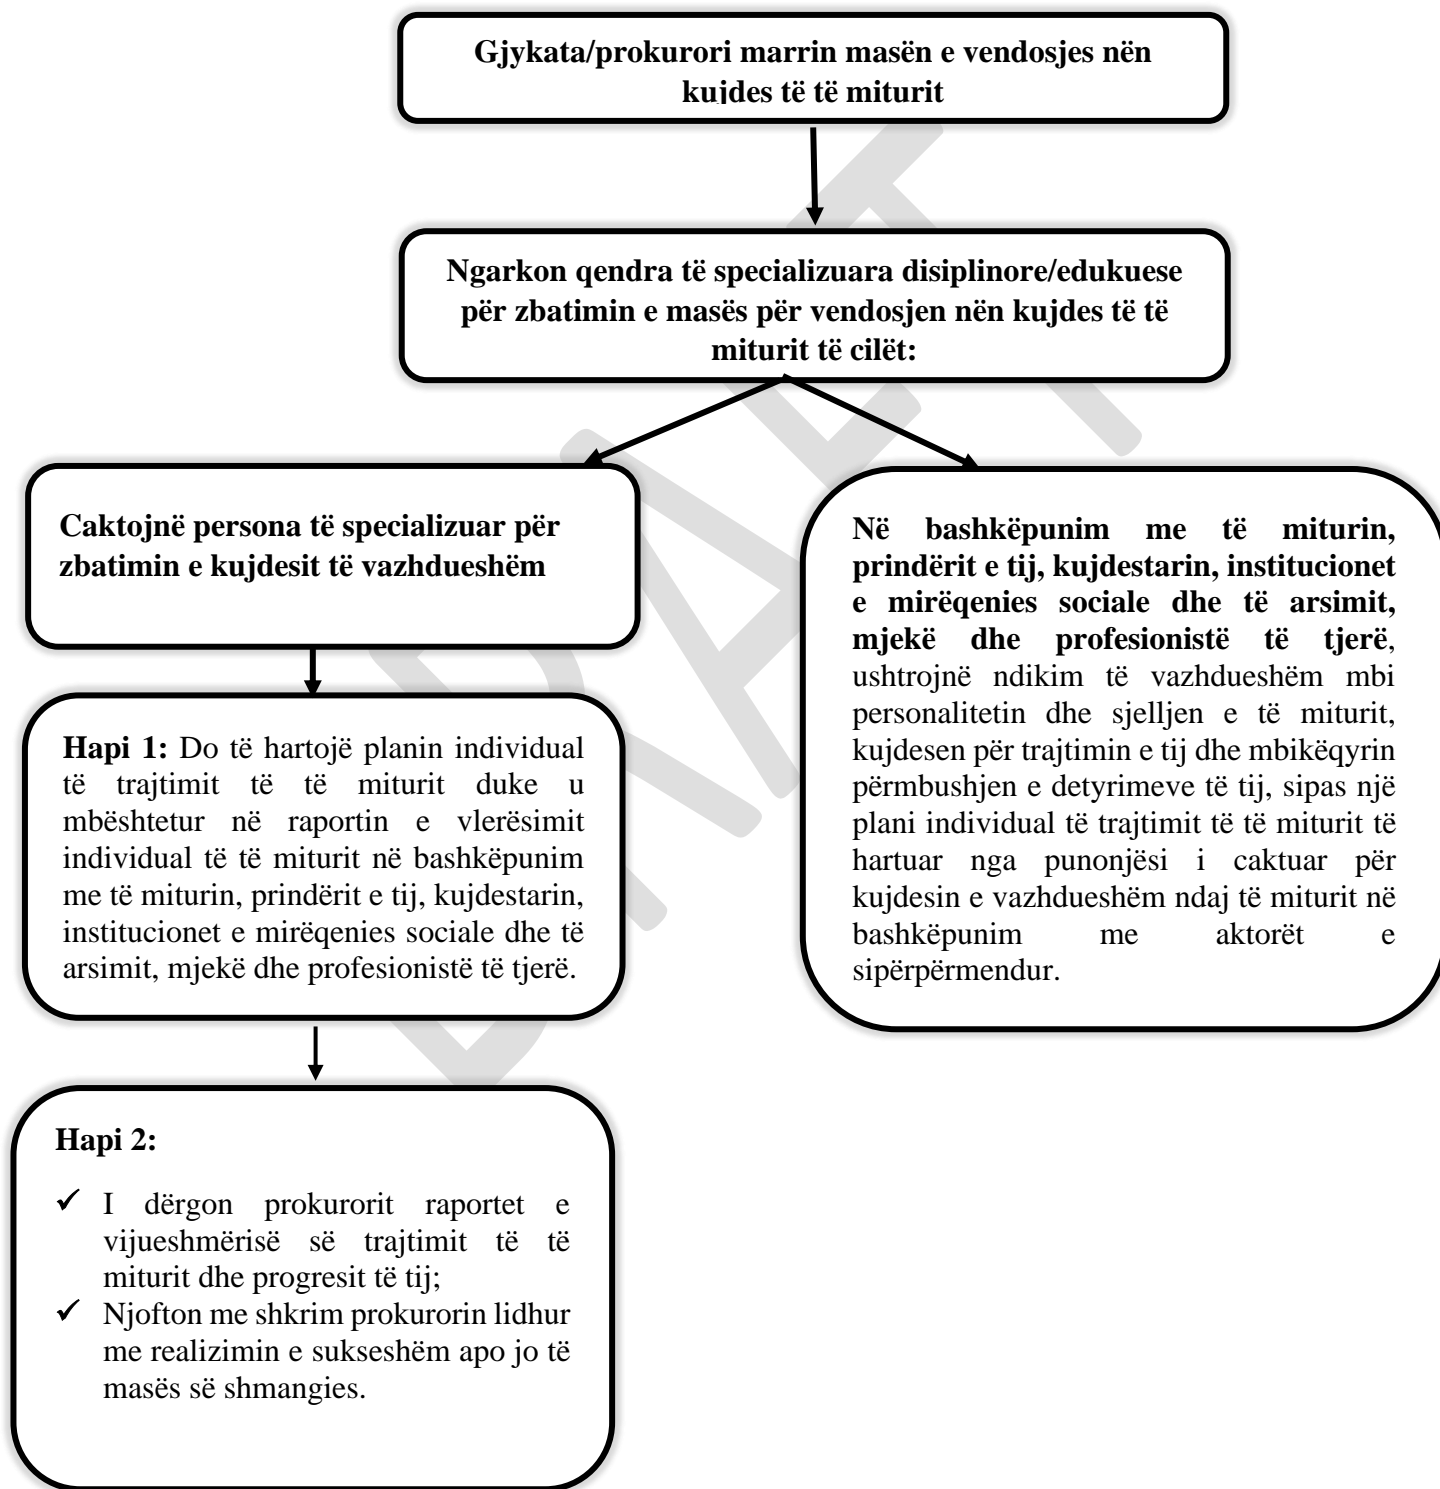 Gjykata/prokurori marrin masën e vendosjes nën
kujdes të të miturit
Ngarkon qendra të specializuara disiplinore/edukuese
për zbatimin e masës për vendosjen nën kujdes të të
miturit të cilët:
Caktojnë persona të specializuar për
zbatimin e kujdesit të vazhdueshëm
Hapi 1: Do të hartojë planin individual
të trajtimit të të miturit duke u
mbështetur në raportin e vlerësimit
individual të të miturit në bashkëpunim
me të miturin, prindërit e tij, kujdestarin,
institucionet e mirëqenies sociale dhe të
arsimit, mjekë dhe profesionistë të tjerë.
Hapi 2:
✓ I dërgon prokurorit raportet e
vijueshmërisë së trajtimit të të
miturit dhe progresit të tij;
✓ Njofton me shkrim prokurorin lidhur
me realizimin e sukseshëm apo jo të
masës së shmangies.
Në bashkëpunim me të miturin,
prindërit e tij, kujdestarin, institucionet
e mirëqenies sociale dhe të arsimit,
mjekë dhe profesionistë të tjerë,
ushtrojnë ndikim të vazhdueshëm mbi
personalitetin dhe sjelljen e të miturit,
kujdesen për trajtimin e tij dhe mbikëqyrin
përmbushjen e detyrimeve të tij, sipas një
plani individual të trajtimit të të miturit të
hartuar nga punonjësi i caktuar për
kujdesin e vazhdueshëm ndaj të miturit në
bashkëpunim me aktorët e
sipërpërmendur.
DRAFT